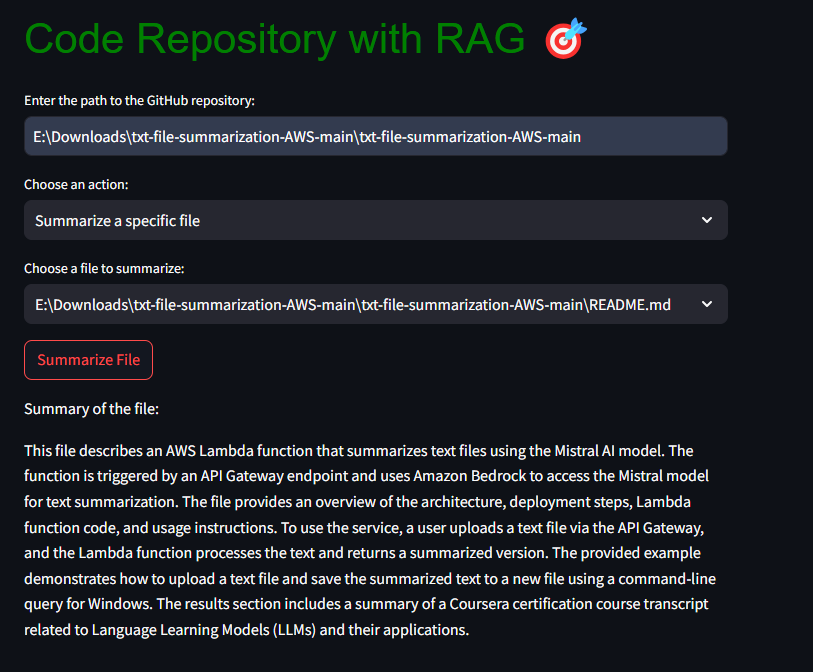 Code Repository with RAG
Enter the path to the GitHub repository:
E:\Downloads\txt-file-summarization-AWS-main\txt-file-summarization-AWS-main
Choose an action:
Summarize a specific file
Choose a file to summarize:
E:\Downloads\txt-file-summarization-AWS-main\txt-file-summarization-AWS-main\README.md
Summarize File
Summary of the file:
This file describes an AWS Lambda function that summarizes text files using the Mistral AI model. The
function is triggered by an API Gateway endpoint and uses Amazon Bedrock to access the Mistral model
for text summarization. The file provides an overview of the architecture, deployment steps, Lambda
function code, and usage instructions. To use the service, a user uploads a text file via the API Gateway,
and the Lambda function processes the text and returns a summarized version. The provided example
demonstrates how to upload a text file and save the summarized text to a new file using a command-line
query for Windows. The results section includes a summary of a Coursera certification course transcript
related to Language Learning Models (LLMs) and their applications.